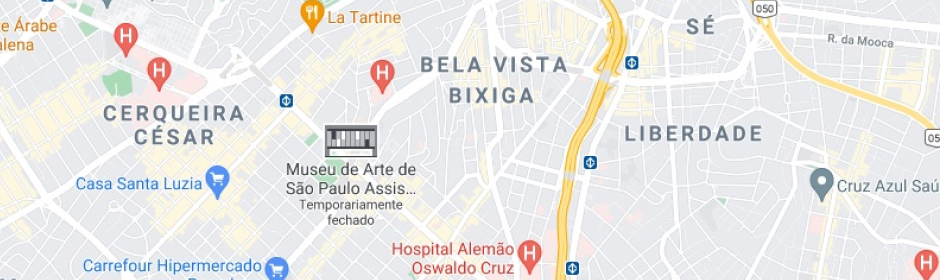 La Tartine
e Árabe
alena
050
SÉ
R. da Mooca
H
H
H
BELA VISTA
BIXIGA
CERQUEIRA
CÉSAR
LIBERDADE
05
Museu de Arte de
São Paulo Assis...
Temporariamente
fechado
Casa Santa Luzia
Cruz Azul Saú
Hospital Alemão
Oswaldo Cruz
H
H
Carrefour Hipermercado